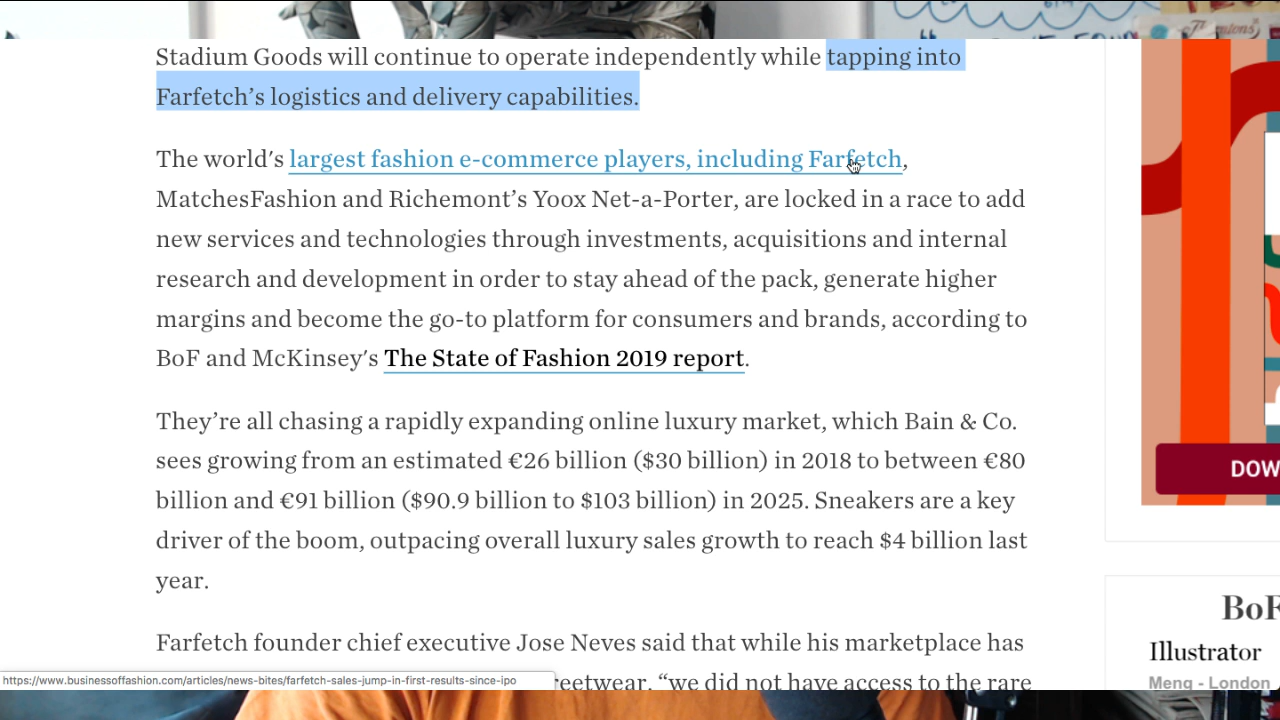 Stadium Goods will continue to operate independently while tapping into
Farfetch’s logistics and delivery capabilities.
The world's largest fashion e-commerce players, including Farfetch,
MatchesFashion and Richemont’s Yoox Net-a-Porter, are locked in a race to add
new services and technologies through investments, acquisitions and internal
research and development in order to stay ahead of the pack, generate higher
margins and become the go-to platform for consumers and brands, according to
BoF and McKinsey's The State of Fashion 2019 report.
They’re all chasing a rapidly expanding online luxury market, which Bain & Co.
sees growing from an estimated €26 billion ($30 billion) in 2018 to between €80
billion and €91 billion ($90.9 billion to $103 billion) in 2025. Sneakers are a key
driver of the boom, outpacing overall luxury sales growth to reach $4 billion last
year.
Farfetch founder chief executive Jose Neves said that while his marketplace has
streetwear, “we did not have access to the rare
https://www.businessoffashion.com/articles/news-bites/farfetch-sales-jump-in-first-results-since-ipo
DOW
BoF
Illustrator
Menq - London